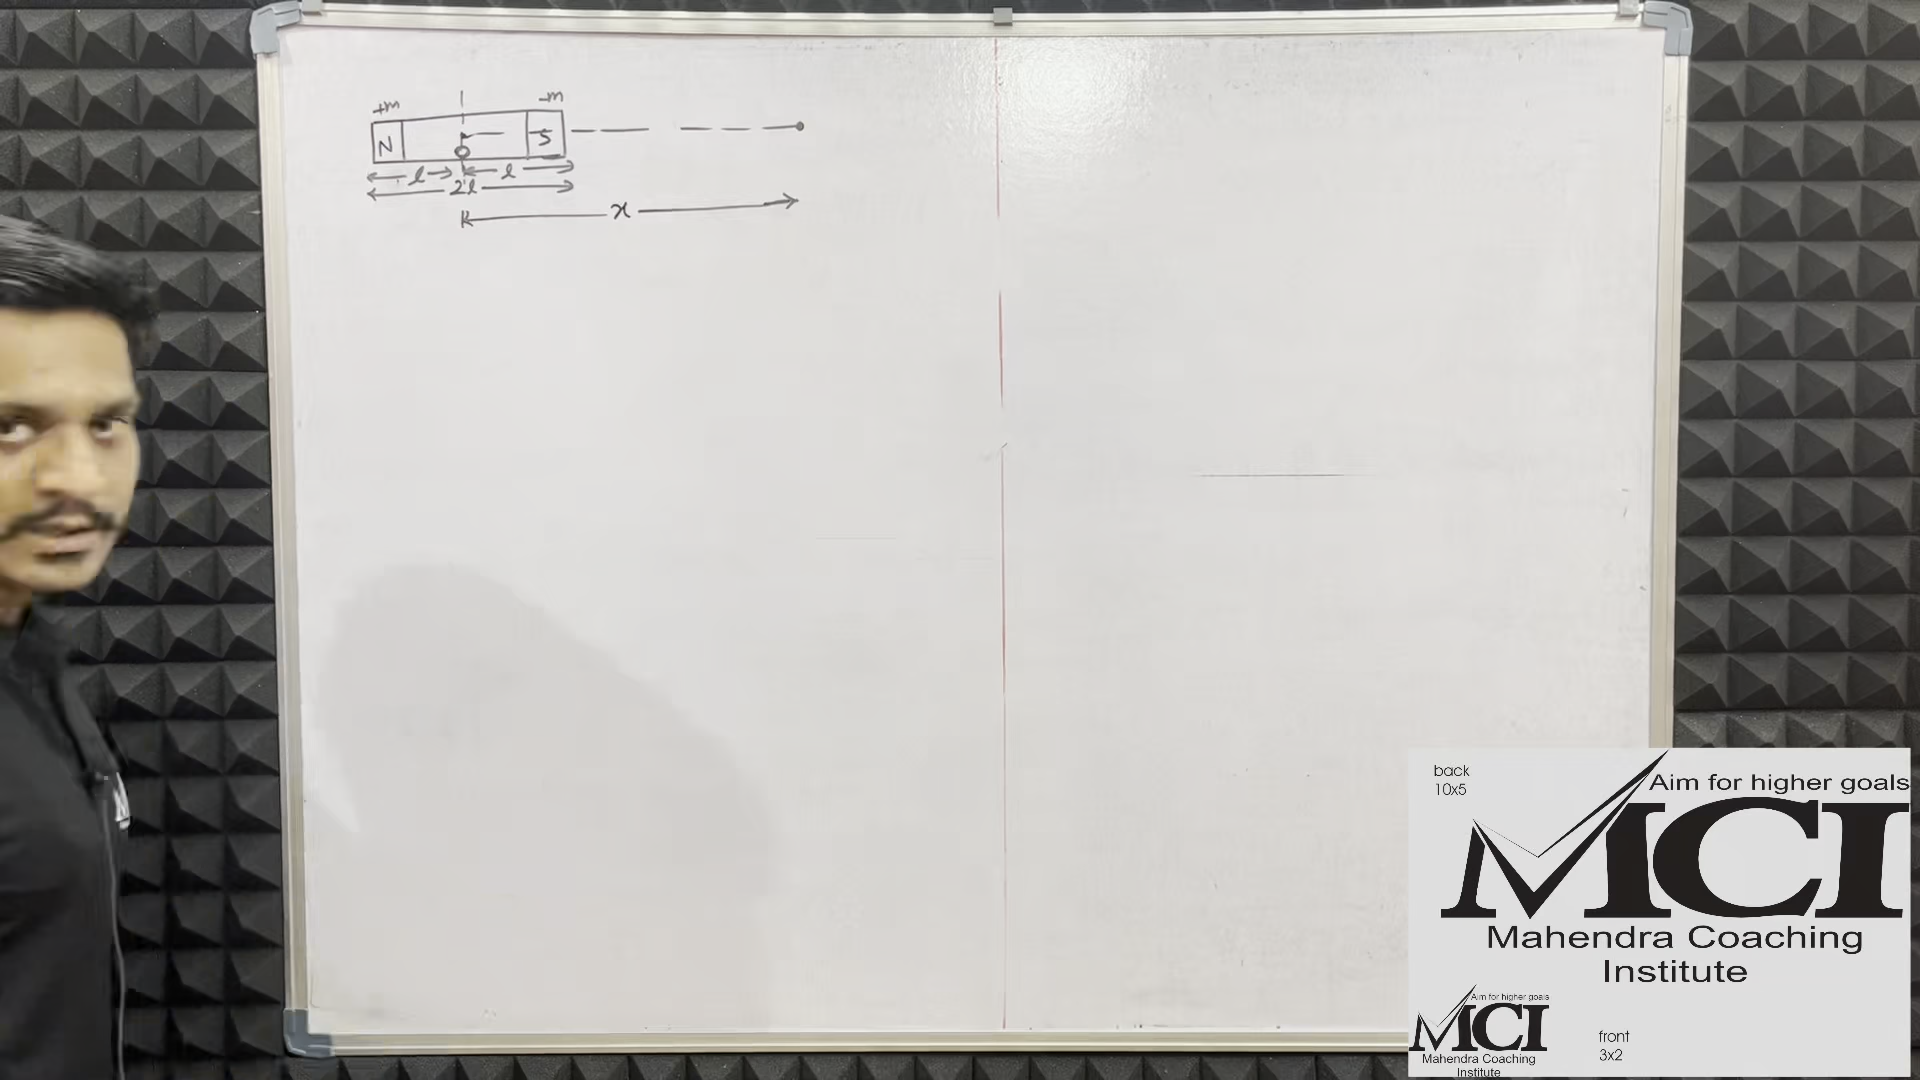 +m -m
N S
O
l l
2l
x
back
10x5
Aim for higher goals
MCI
Mahendra Coaching
Institute
Aim for higher goals
MCI
Mahendra Coaching
Institute
front
3x2